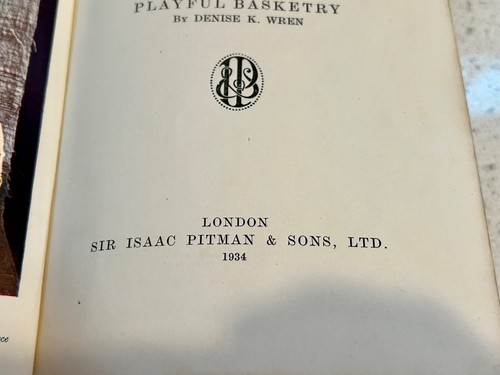 PLAYFUL BASKETRY
BY DENISE K. WREN
LONDON
SIR ISAAC PITMAN & SONS, LTD.
1934